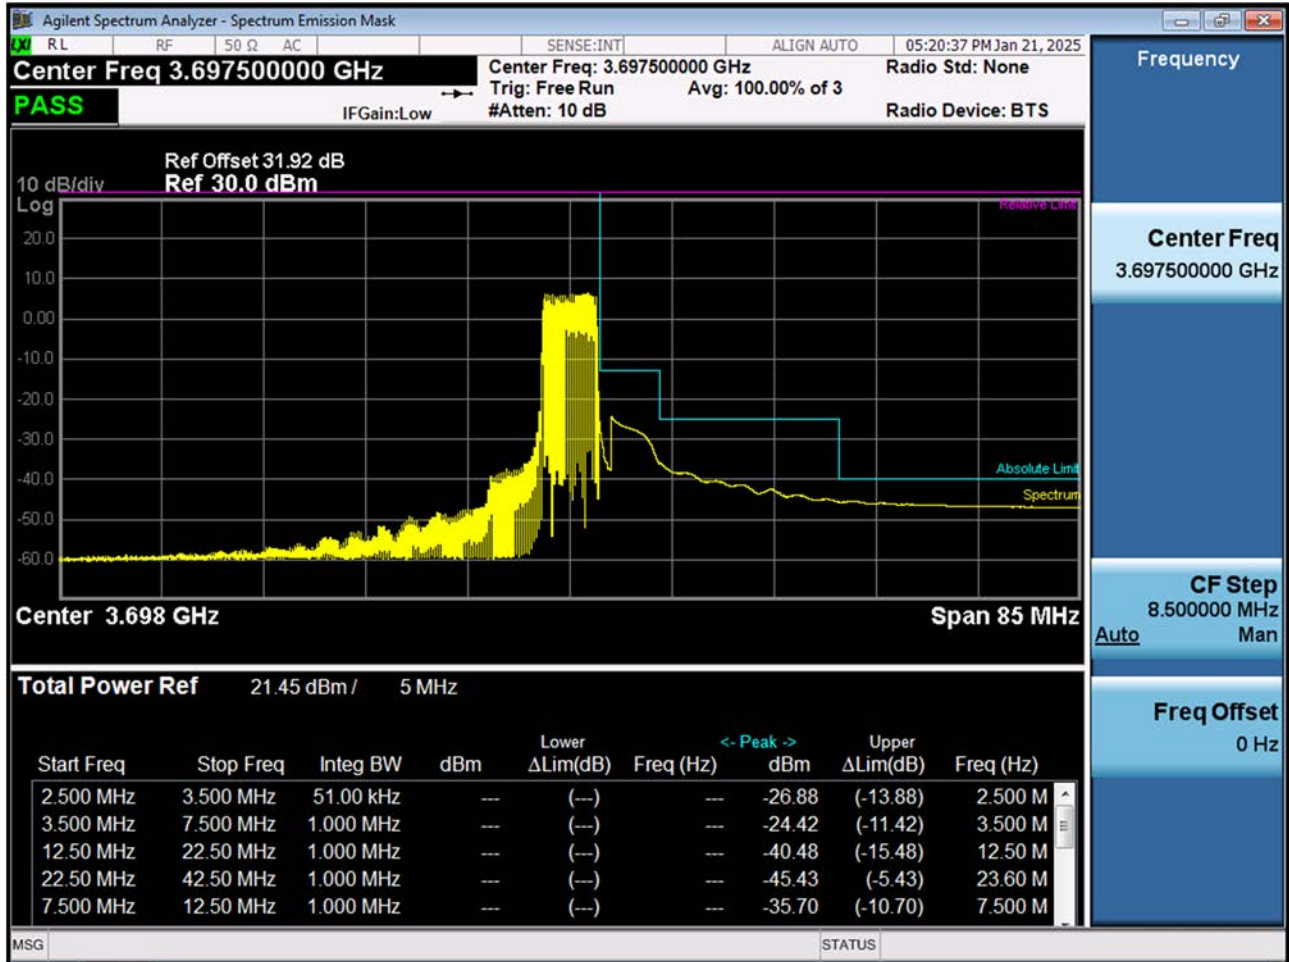 Agilent Spectrum Analyzer - Spectrum Emission Mask
LXI RL RF 50 Ω AC SENSE:INT ALIGN AUTO 05:20:37 PM Jan 21, 2025
Center Freq 3.697500000 GHz
Center Freq: 3.697500000 GHz Radio Std: None
Trig: Free Run Avg: 100.00% of 3
PASS
IFGain:Low #Atten: 10 dB Radio Device: BTS
Ref Offset 31.92 dB
10 dB/div Ref 30.0 dBm
Log
Relative Limit
20.0
10.0
0.00
-10.0
-20.0
-30.0
-40.0
Absolute Limit
Spectrum
-50.0
-60.0
Center 3.698 GHz Span 85 MHz
Total Power Ref 21.45 dBm / 5 MHz
Lower <- Peak -> Upper
Start Freq Stop Freq Integ BW dBm ΔLim(dB) Freq (Hz) dBm ΔLim(dB) Freq (Hz)
2.500 MHz 3.500 MHz 51.00 kHz --- (---) --- -26.88 (-13.88) 2.500 M
3.500 MHz 7.500 MHz 1.000 MHz --- (---) --- -24.42 (-11.42) 3.500 M
12.50 MHz 22.50 MHz 1.000 MHz --- (---) --- -40.48 (-15.48) 12.50 M
22.50 MHz 42.50 MHz 1.000 MHz --- (---) --- -45.43 (-5.43) 23.60 M
7.500 MHz 12.50 MHz 1.000 MHz --- (---) --- -35.70 (-10.70) 7.500 M
MSG STATUS
Frequency
Center Freq
3.697500000 GHz
CF Step
8.500000 MHz
Auto Man
Freq Offset
0 Hz